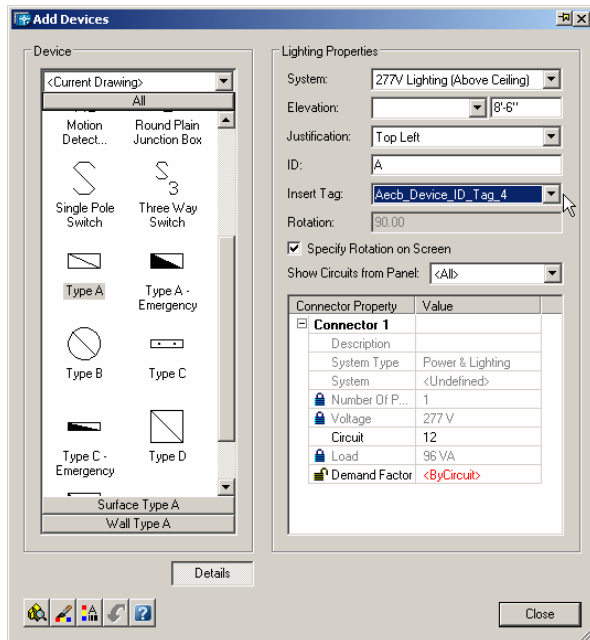 Add Devices
Device
<Current Drawing>
All
Motion Detect...
Round Plain Junction Box
S
S3
Single Pole Switch
Three Way Switch
Type A
Type A - Emergency
Type B
Type C
Type C - Emergency
Type D
Surface Type A
Wall Type A
Details
Lighting Properties
System: 277V Lighting (Above Ceiling)
Elevation: 8'-6"
Justification: Top Left
ID: A
Insert Tag: Aecb_Device_ID_Tag_4
Rotation: 90.00
Specify Rotation on Screen
Show Circuits from Panel: <All>
Connector Property Value
Connector 1
Description
System Type Power & Lighting
System <Undefined>
Number Of P... 1
Voltage 277 V
Circuit 12
Load 96 VA
Demand Factor <ByCircuit>
Close